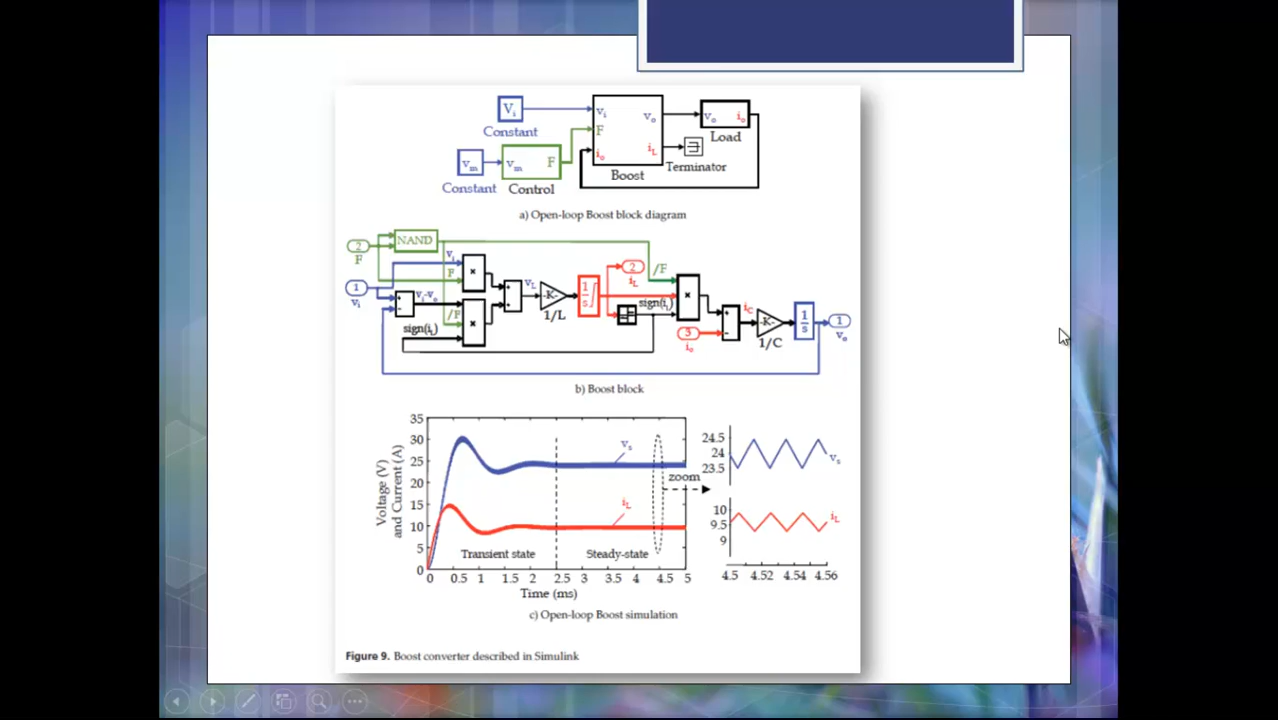 Vi
Constant
vm
Constant
vm F
Control
vi vo
F
io iL
Boost
vo io
Load
Terminator
a) Open-loop Boost block diagram
2
F
NAND
1
vi
vi
F
×
+
-
vi-vo
/F
×
sign(iL)
+
+
vL
-K-
1/L
1
s
2
iL
/F
sign(iL)
×
3
io
+
-
iC
-K-
1/C
1
s
1
vo
b) Boost block
35
30
25
20
15
10
5
0
Voltage (V)
and Current (A)
vs
iL
Transient state
Steady-state
0 0.5 1 1.5 2 2.5 3 3.5 4 4.5 5
Time (ms)
zoom
24.5
24
23.5
vs
10
9.5
9
iL
4.5 4.52 4.54 4.56
c) Open-loop Boost simulation
Figure 9. Boost converter described in Simulink